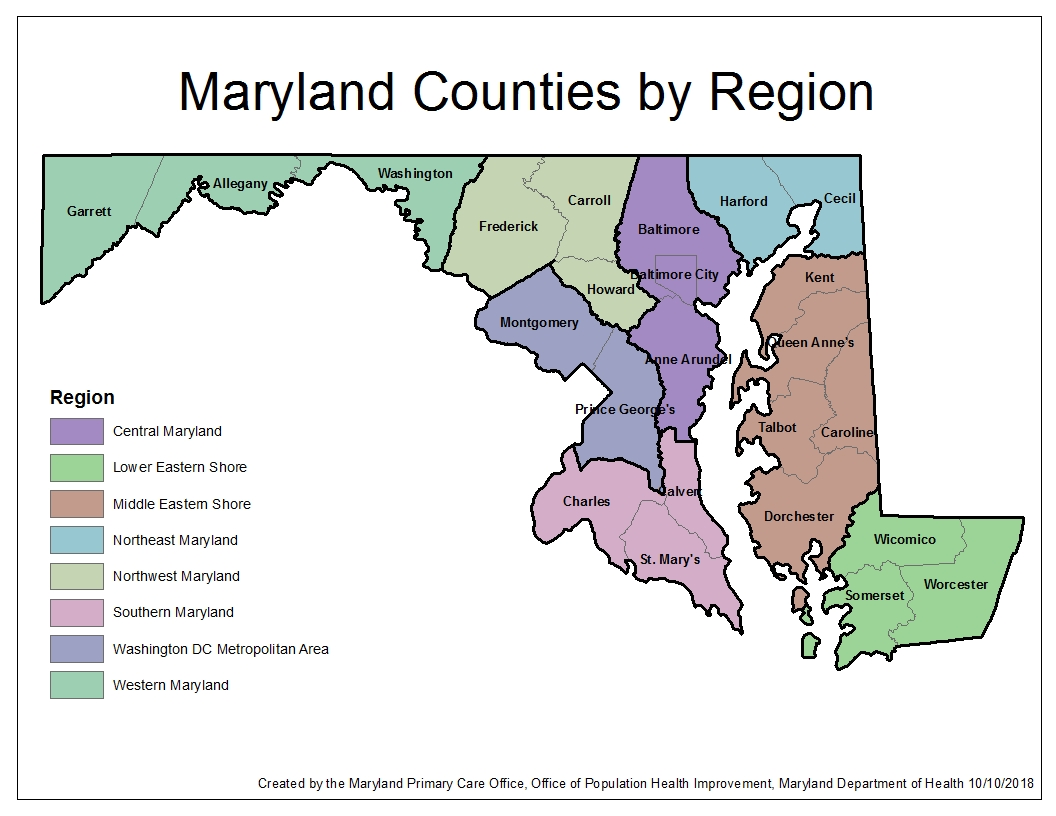 Maryland Counties by Region
Washington
Allegany
Garrett
Frederick
Carroll
Baltimore
Harford
Cecil
Baltimore City
Howard
Kent
Montgomery
Queen Anne's
Anne Arundel
Prince George's
Talbot
Caroline
Calvert
Charles
Dorchester
St. Mary's
Wicomico
Worcester
Somerset
Region
Central Maryland
Lower Eastern Shore
Middle Eastern Shore
Northeast Maryland
Northwest Maryland
Southern Maryland
Washington DC Metropolitan Area
Western Maryland
Created by the Maryland Primary Care Office, Office of Population Health Improvement, Maryland Department of Health 10/10/2018